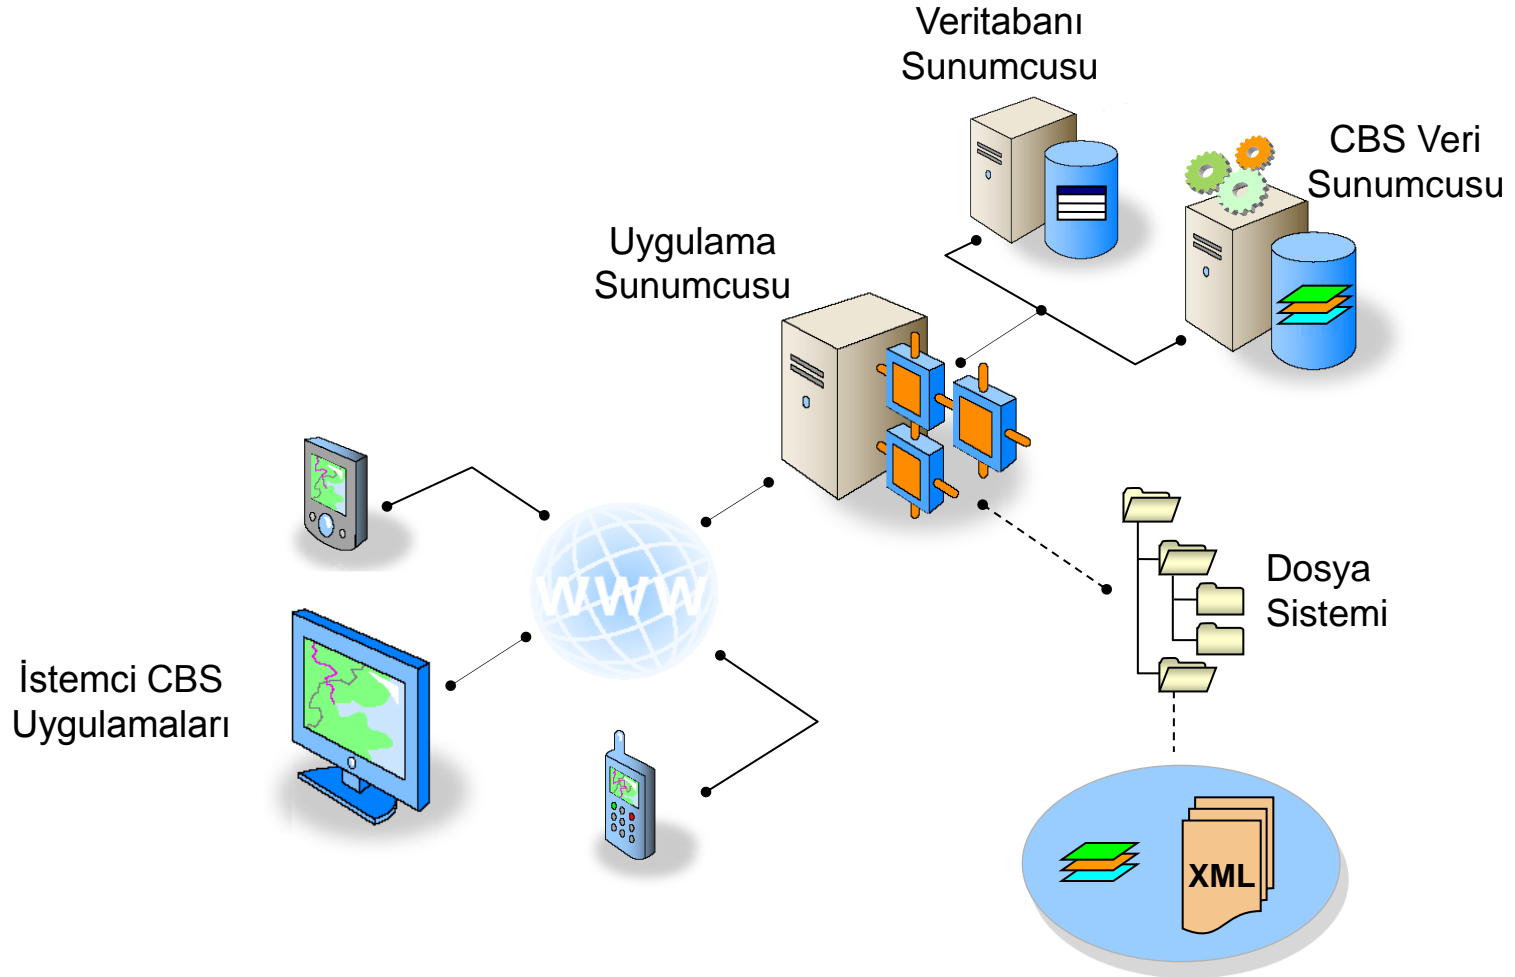 Veritabanı
Sunumcusu
CBS Veri
Sunumcusu
Uygulama
Sunumcusu
www
Dosya
Sistemi
İstemci CBS
Uygulamaları
XML